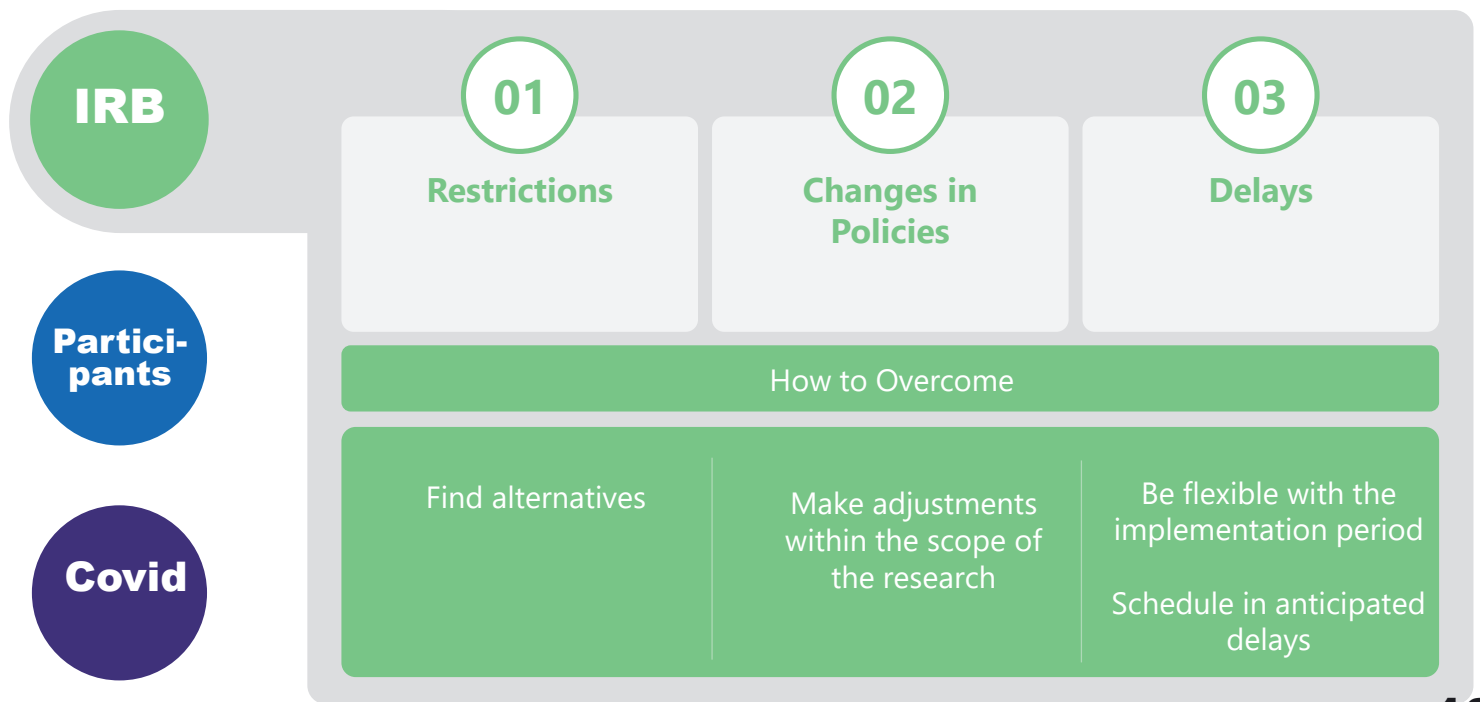 IRB
01
02
03
Restrictions
Changes in
Policies
Delays
Partici-
pants
How to Overcome
Find alternatives
Make adjustments
within the scope of
the research
Be flexible with the
implementation period
Schedule in anticipated
delays
Covid